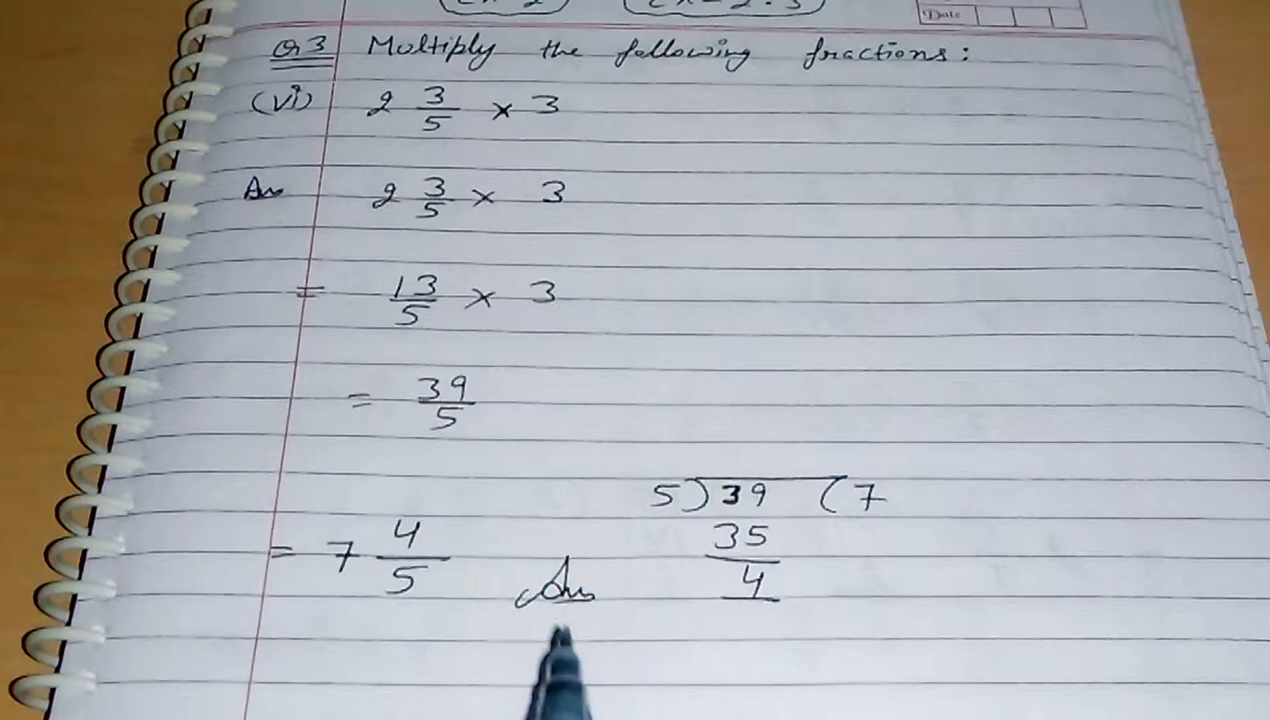 Date
Q3 Multiply the following fractions:
(vi) 2 3/5 × 3
Ans 2 3/5 × 3
= 13/5 × 3
= 39/5
5) 39 (7
35
4
= 7 4/5 Ans